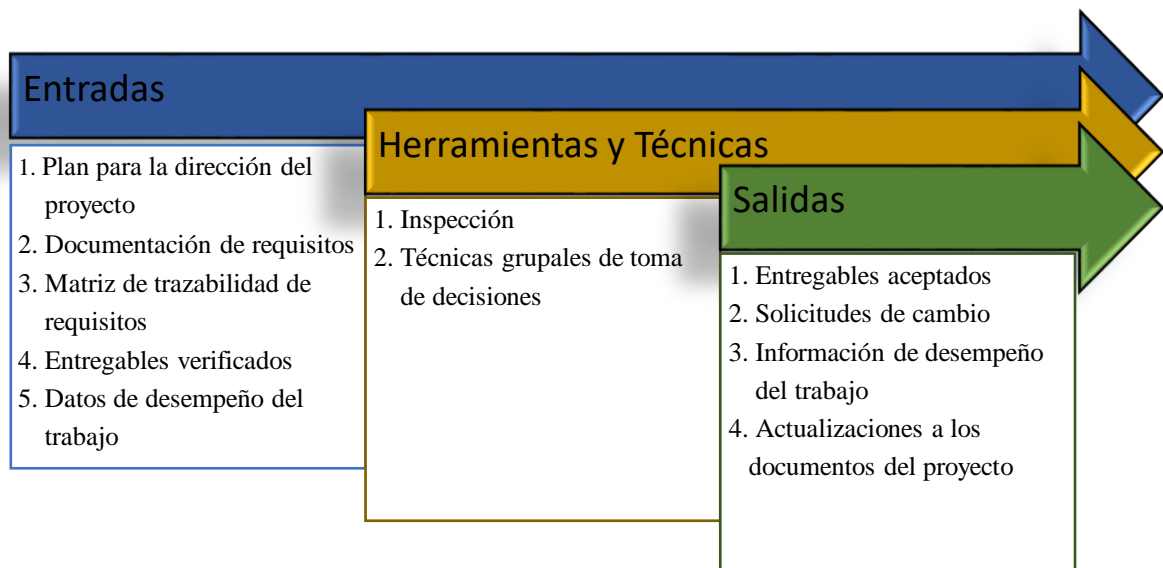 Entradas
1. Plan para la dirección del
proyecto
2. Documentación de requisitos
3. Matriz de trazabilidad de
requisitos
4. Entregables verificados
5. Datos de desempeño del
trabajo
Herramientas y Técnicas
1. Inspección
2. Técnicas grupales de toma
de decisiones
Salidas
1. Entregables aceptados
2. Solicitudes de cambio
3. Información de desempeño
del trabajo
4. Actualizaciones a los
documentos del proyecto